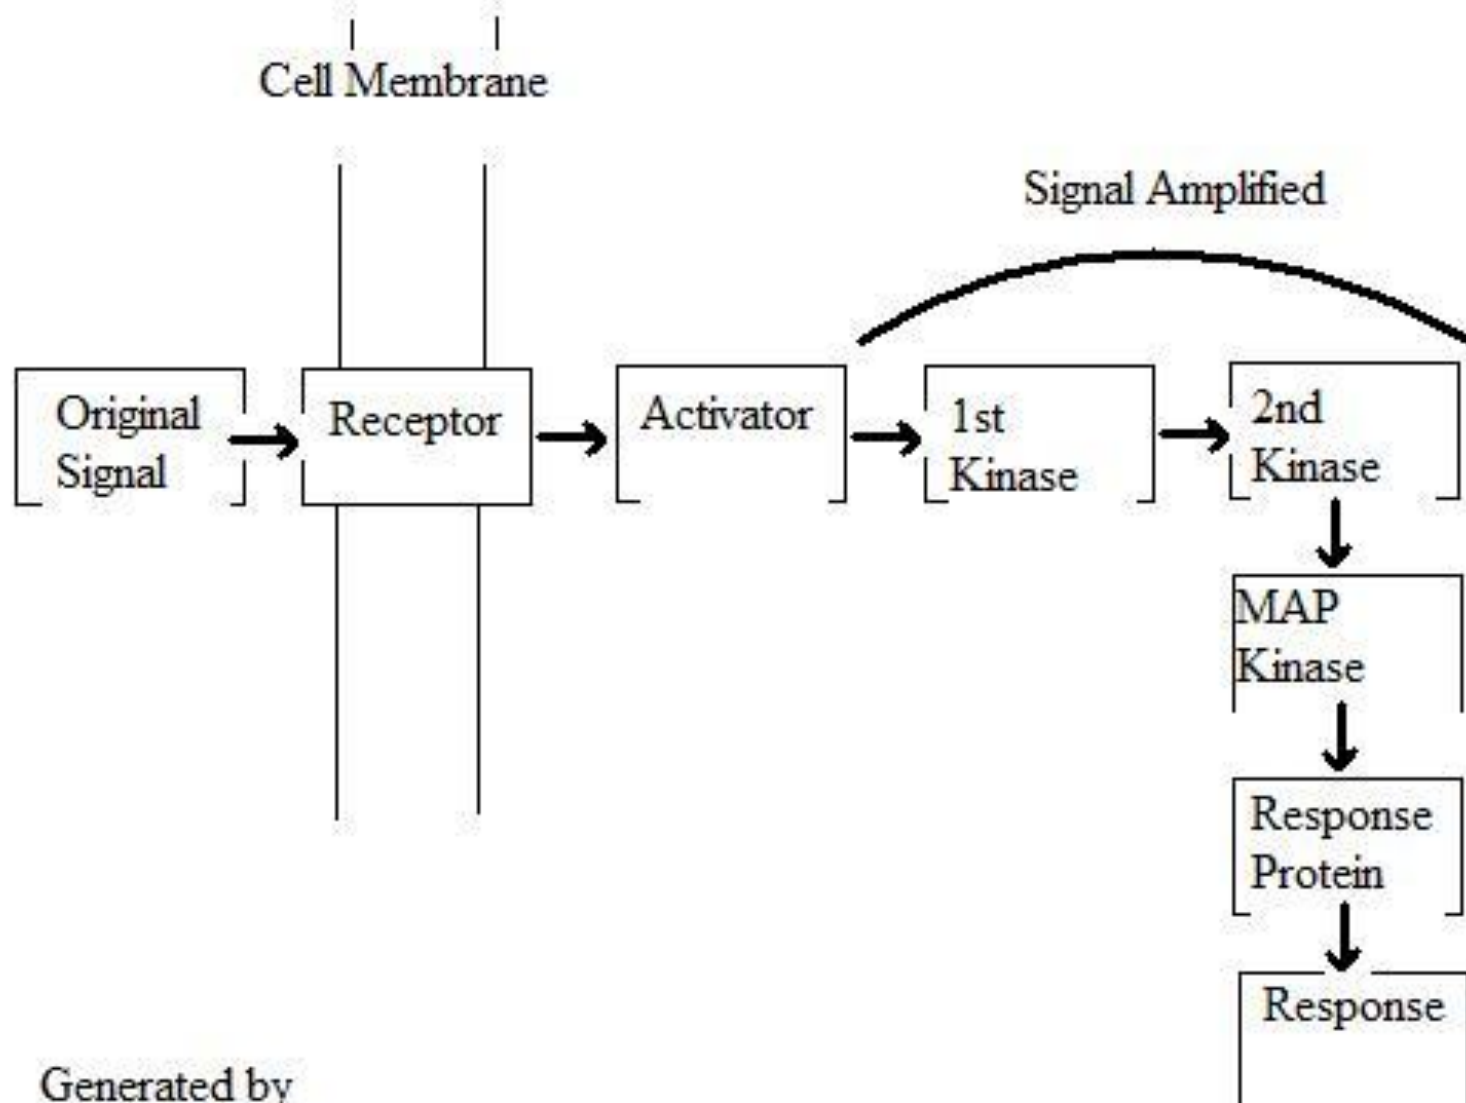 Cell Membrane
Signal Amplified
Original
Signal
Receptor
Activator
1st
Kinase
2nd
Kinase
MAP
Kinase
Response
Protein
Response
Generated by